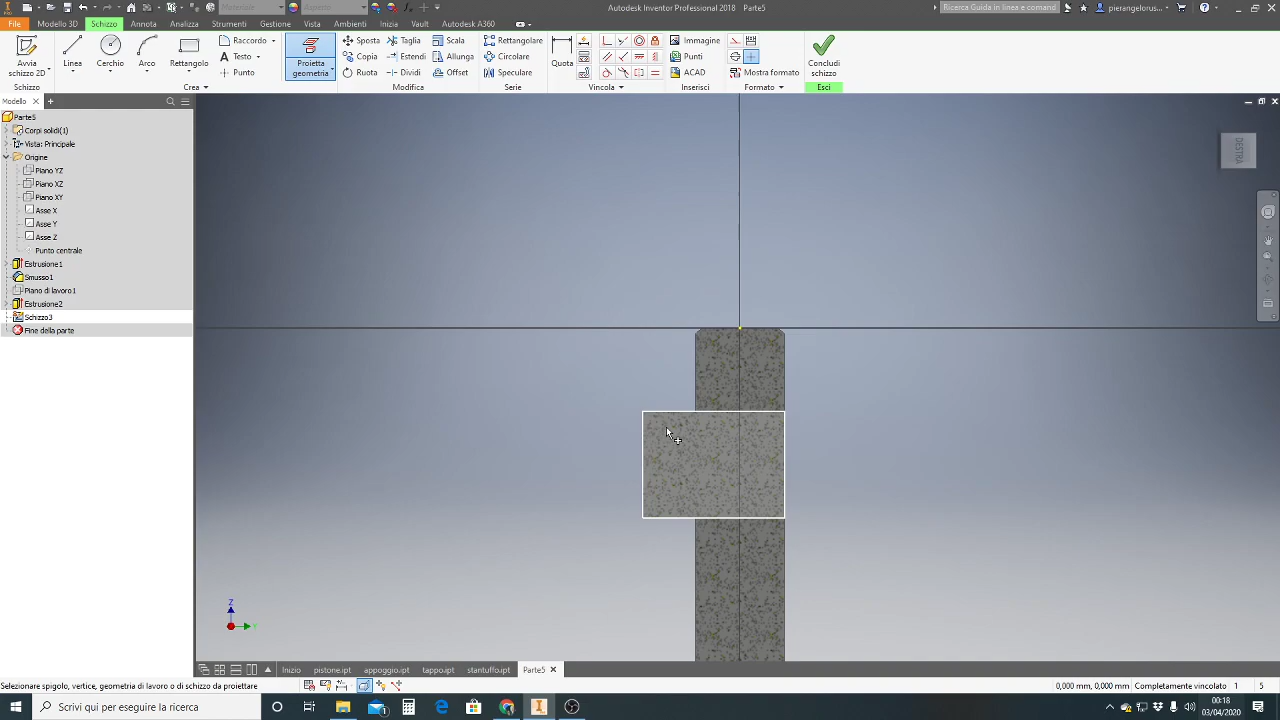 Materiale
Aspetto
Autodesk Inventor Professional 2018 Parte5
Ricerca Guida in linea e comand
pierangelorus...
File Modello 3D Schizzo Annota Analizza Strumenti Gestione Vista Ambienti Inizia Vault Autodesk A360
Avvia
schizzo 2D
Schizzo
Linea
Cerchio
Arco
Rettangolo
Raccordo
Testo
Punto
Crea
Proietta
geometria
Sposta
Copia
Ruota
Taglia
Estendi
Dividi
Scala
Allunga
Offset
Modifica
Rettangolare
Circolare
Speculare
Serie
Quota
Vincola
Immagine
Punti
ACAD
Inserisci
Mostra formato
Formato
Concludi
schizzo
Esci
Modello
Parte5
Corpi solidi(1)
Vista: Principale
Origine
Piano YZ
Piano XZ
Piano XY
Asse X
Asse Y
Asse Z
Punto centrale
Estrusione1
Smusso1
Piano di lavoro1
Estrusione2
Schizzo3
Fine della parte
DESTRA
Z
Y
Inizio pistone.ipt appoggio.ipt tappo.ipt stantuffo.ipt Parte5
Selezionare spigolo, vertice, geometria di lavoro o di schizzo da proiettare
0,000 mm, 0,000 mm Completamente vincolato 1 5
Scrivi qui per eseguire la ricerca
00:18
03/04/2020